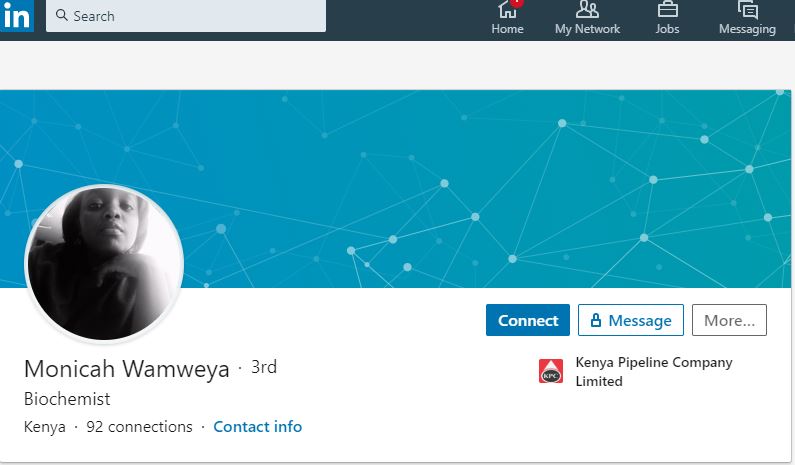 in
Search
1
Home
My Network
Jobs
Messaging
Connect
Message
More...
Monicah Wamweya · 3rd
KPC
Kenya Pipeline Company
Limited
Biochemist
Kenya · 92 connections · Contact info